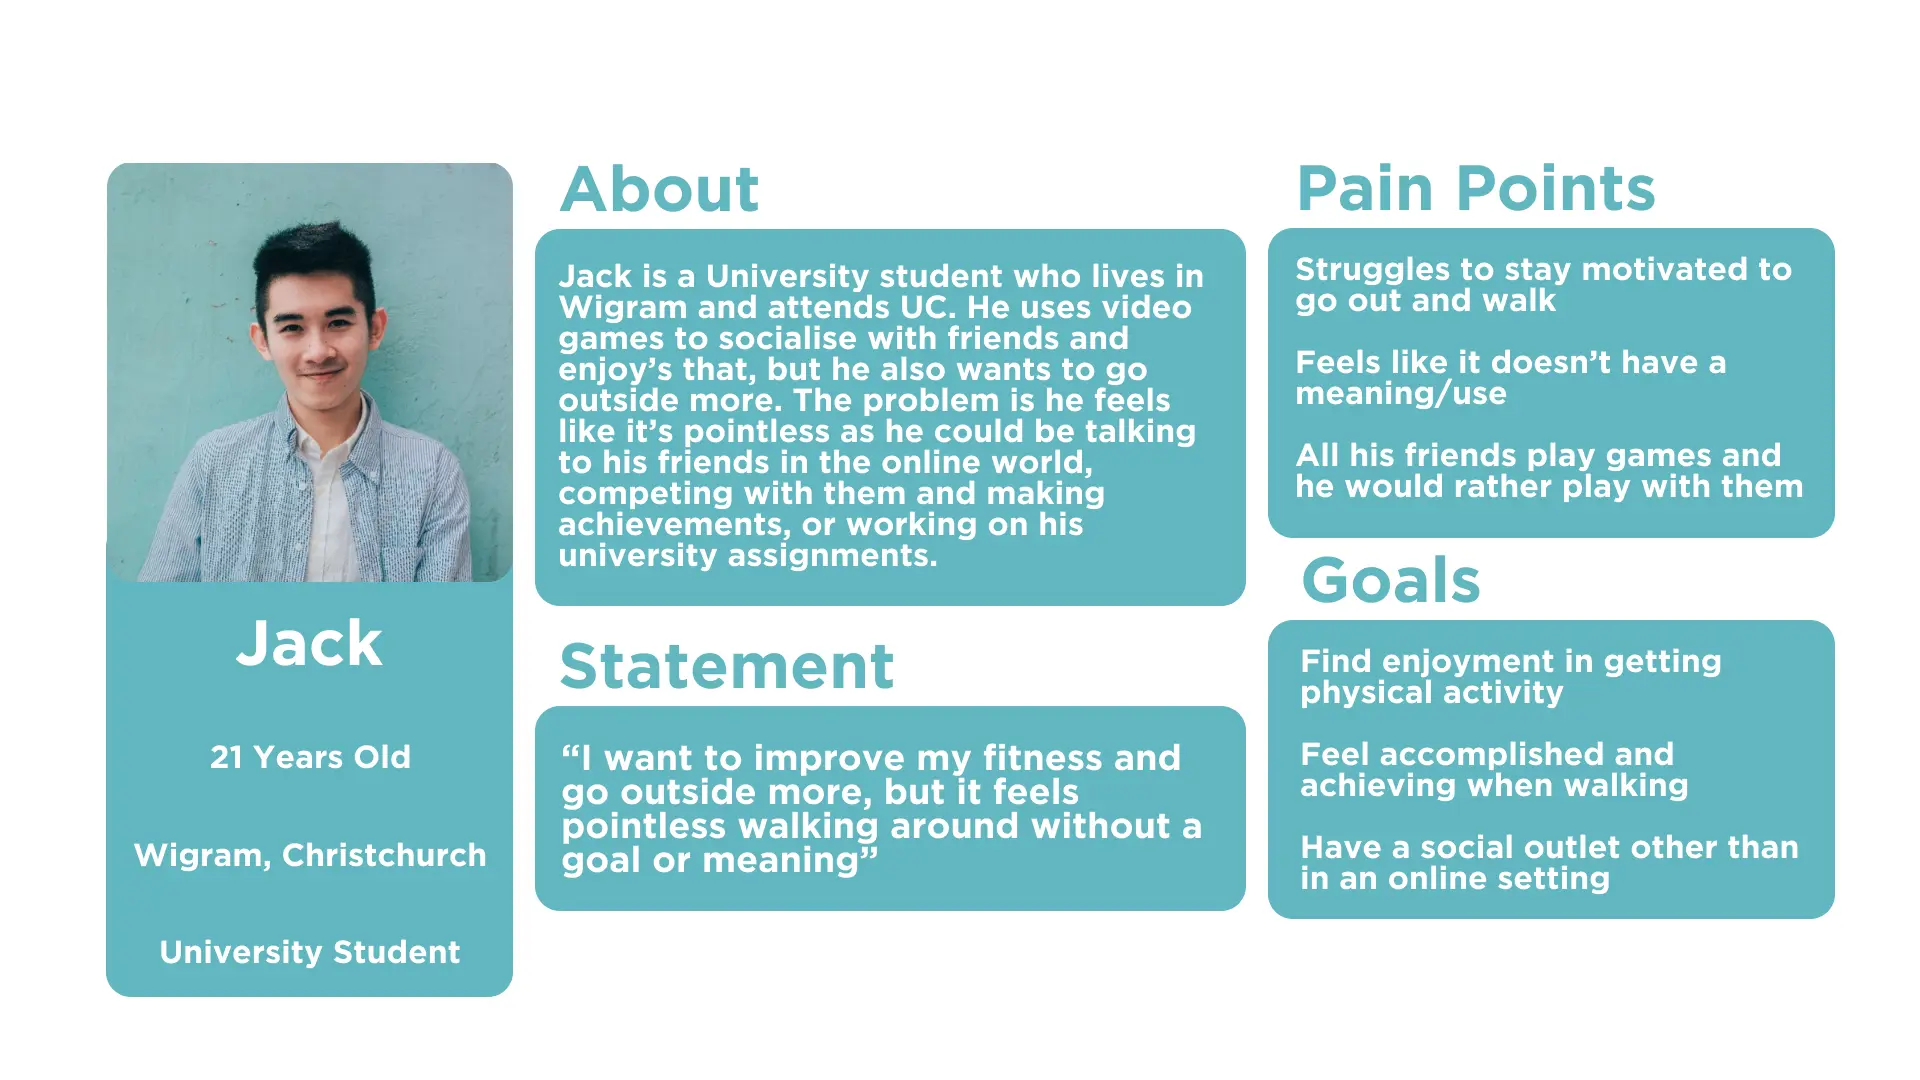 Jack
21 Years Old
Wigram, Christchurch
University Student
About
Jack is a University student who lives in
Wigram and attends UC. He uses video
games to socialise with friends and
enjoy’s that, but he also wants to go
outside more. The problem is he feels
like it’s pointless as he could be talking
to his friends in the online world,
competing with them and making
achievements, or working on his
university assignments.
Statement
“I want to improve my fitness and
go outside more, but it feels
pointless walking around without a
goal or meaning”
Pain Points
Struggles to stay motivated to
go out and walk
Feels like it doesn’t have a
meaning/use
All his friends play games and
he would rather play with them
Goals
Find enjoyment in getting
physical activity
Feel accomplished and
achieving when walking
Have a social outlet other than
in an online setting